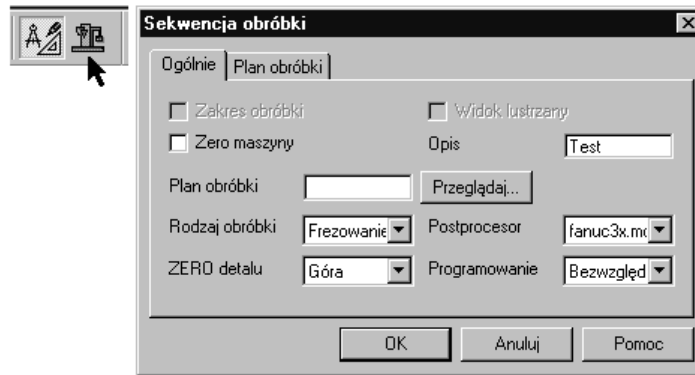 Sekwencja obróbki
Ogólnie Plan obróbki
Zakres obróbki Widok lustrzany
Zero maszyny Opis Test
Plan obróbki Przeglądaj...
Rodzaj obróbki Frezowanie Postprocesor fanuc3x.mc
ZERO detalu Góra Programowanie Bezwzględ
OK Anuluj Pomoc